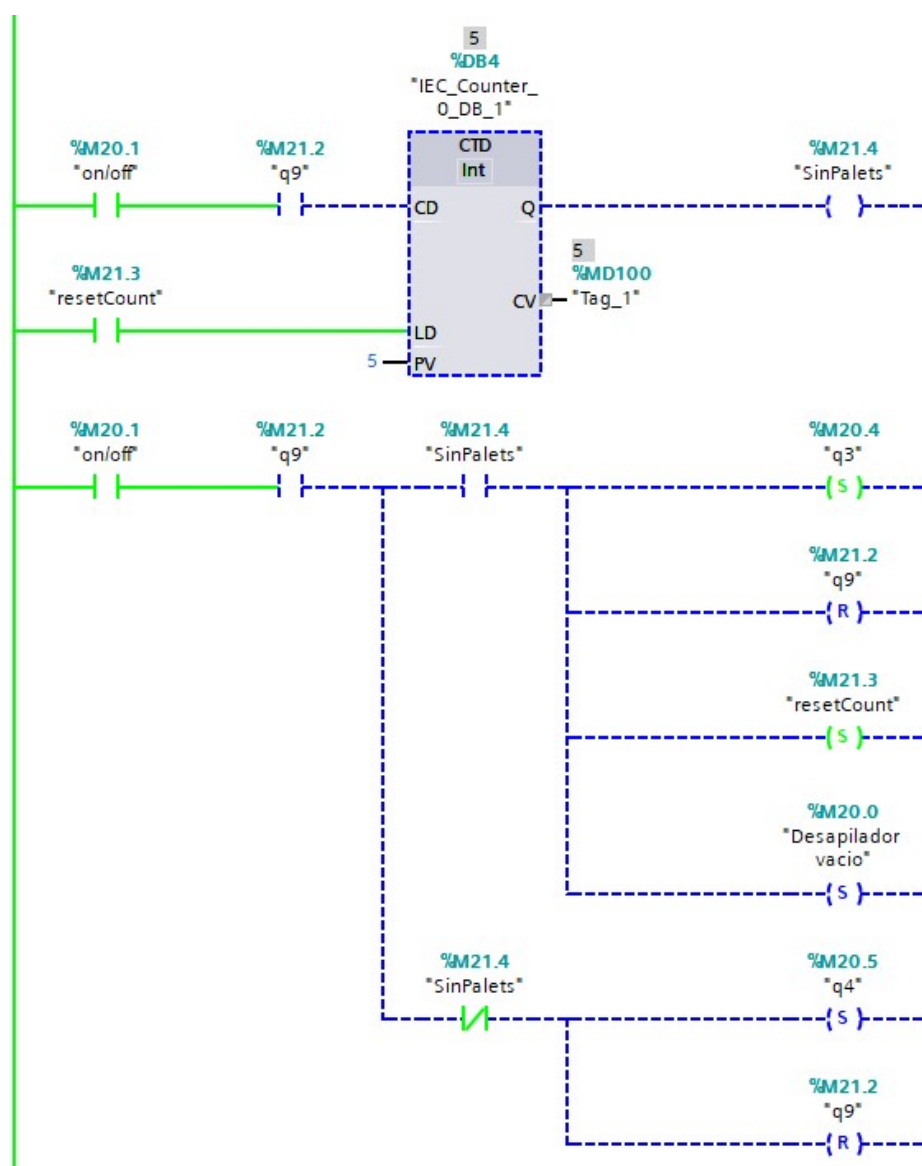 5
%DB4
"IEC_Counter_
0_DB_1"
%M20.1
"on/off"
%M21.2
"q9"
CTD
Int
%M21.4
"SinPalets"
CD
Q
( )
%M21.3
"resetCount"
5
%MD100
CV
"Tag_1"
LD
5
PV
%M20.1
"on/off"
%M21.2
"q9"
%M21.4
"SinPalets"
%M20.4
"q3"
(S)
%M21.2
"q9"
(R)
%M21.3
"resetCount"
(S)
%M20.0
"Desapilador
vacio"
(S)
%M21.4
"SinPalets"
%M20.5
"q4"
(S)
%M21.2
"q9"
(R)